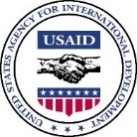 UNITED STATES AGENCY FOR INTERNATIONAL DEVELOPMENT
USAID